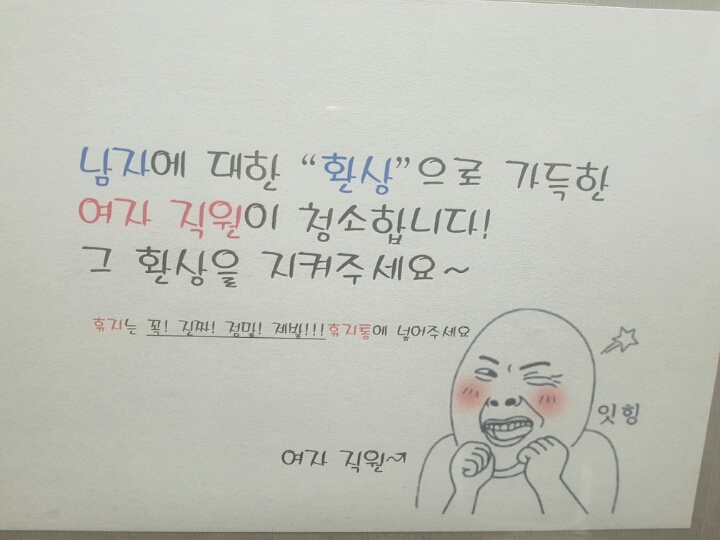 남자에 대한 “환상”으로 가득한
여자 직원이 청소합니다!
그 환상을 지켜주세요~
휴지는 꼭! 진짜! 정말! 제발!!! 휴지통에 넣어주세요
잇힝
여자 직원~